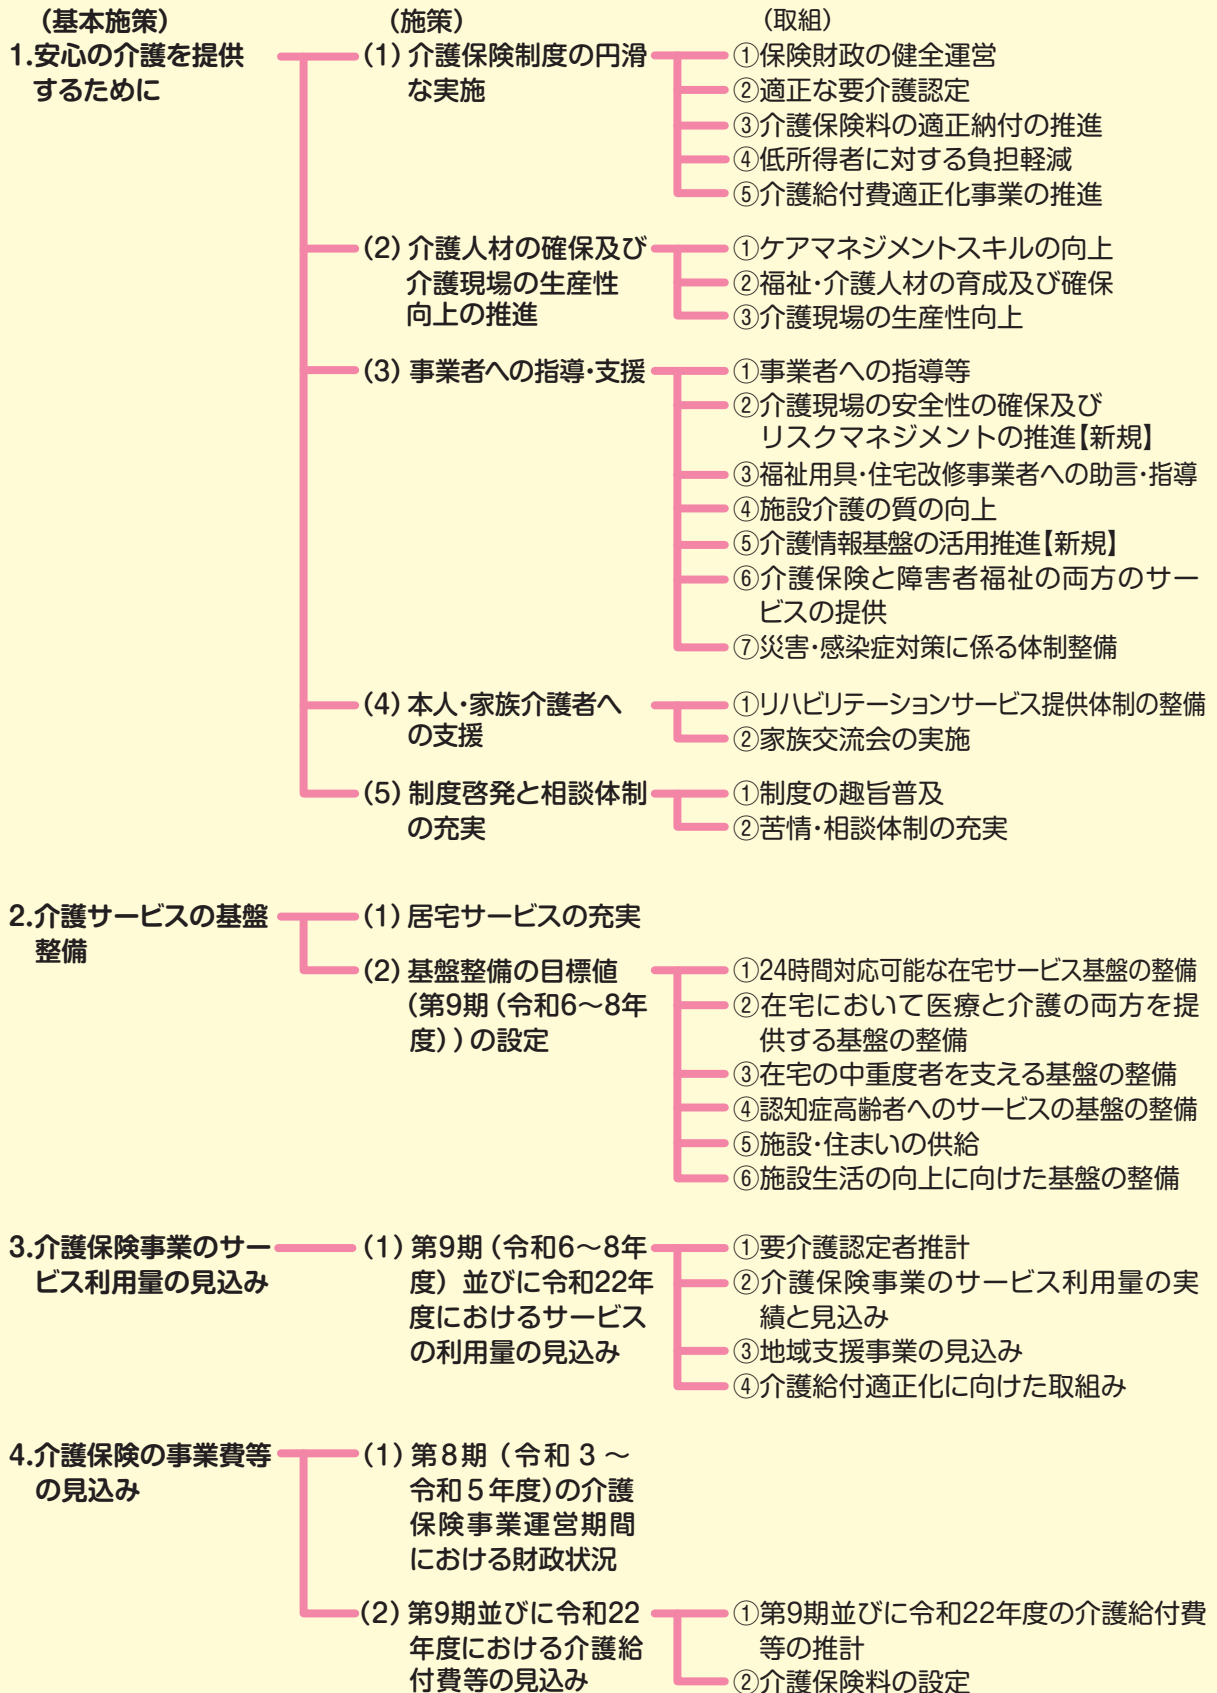 (基本施策)
(施策)
(取組)
1.安心の介護を提供
するために
(1) 介護保険制度の円滑
な実施
①保険財政の健全運営
②適正な要介護認定
③介護保険料の適正納付の推進
④低所得者に対する負担軽減
⑤介護給付費適正化事業の推進
(2) 介護人材の確保及び
介護現場の生産性
向上の推進
①ケアマネジメントスキルの向上
②福祉・介護人材の育成及び確保
③介護現場の生産性向上
(3) 事業者への指導・支援
①事業者への指導等
②介護現場の安全性の確保及び
リスクマネジメントの推進【新規】
③福祉用具・住宅改修事業者への助言・指導
④施設介護の質の向上
⑤介護情報基盤の活用推進【新規】
⑥介護保険と障害者福祉の両方のサー
ビスの提供
⑦災害・感染症対策に係る体制整備
(4) 本人・家族介護者へ
の支援
①リハビリテーションサービス提供体制の整備
②家族交流会の実施
(5) 制度啓発と相談体制
の充実
①制度の趣旨普及
②苦情・相談体制の充実
2.介護サービスの基盤
整備
(1) 居宅サービスの充実
(2) 基盤整備の目標値
(第9期(令和6〜8年
度))の設定
①24時間対応可能な在宅サービス基盤の整備
②在宅において医療と介護の両方を提
供する基盤の整備
③在宅の中重度者を支える基盤の整備
④認知症高齢者へのサービスの基盤の整備
⑤施設・住まいの供給
⑥施設生活の向上に向けた基盤の整備
3.介護保険事業のサー
ビス利用量の見込み
(1) 第9期(令和6〜8年
度)並びに令和22年
度におけるサービス
の利用量の見込み
①要介護認定者推計
②介護保険事業のサービス利用量の実
績と見込み
③地域支援事業の見込み
④介護給付適正化に向けた取組み
4.介護保険の事業費等
の見込み
(1) 第8期(令和3〜
令和5年度)の介護
保険事業運営期間
における財政状況
(2) 第9期並びに令和22
年度における介護給
付費等の見込み
①第9期並びに令和22年度の介護給付費
等の推計
②介護保険料の設定